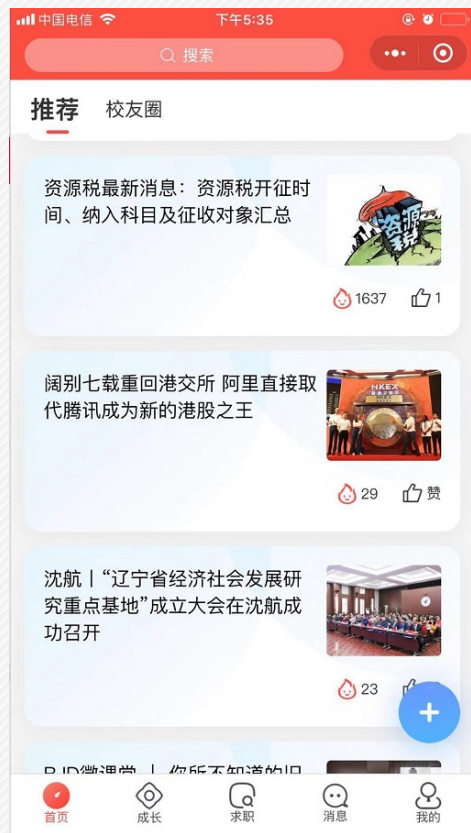 中国电信
下午5:35
搜索
推荐
校友圈
资源税最新消息：资源税开征时
间、纳入科目及征收对象汇总
资源税
1637
1
阔别七载重回港交所 阿里直接取
代腾讯成为新的港股之王
HKEX
29
赞
沈航丨“辽宁省经济社会发展研
究重点基地”成立大会在沈航成
功召开
23
首页
成长
求职
消息
我的